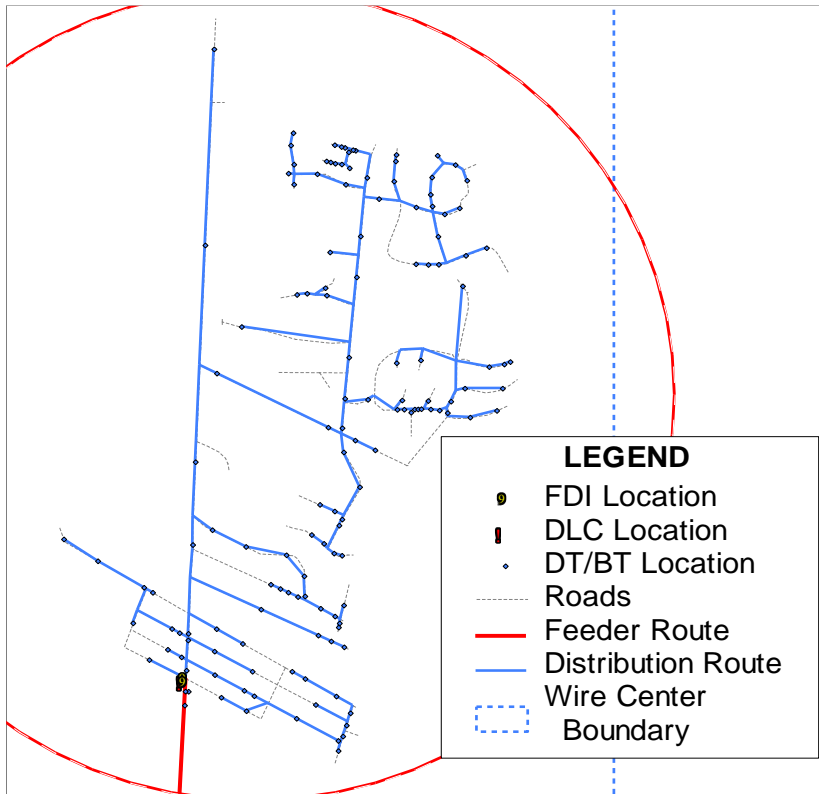 LEGEND
FDI Location
DLC Location
DT/BT Location
Roads
Feeder Route
Distribution Route
Wire Center
Boundary